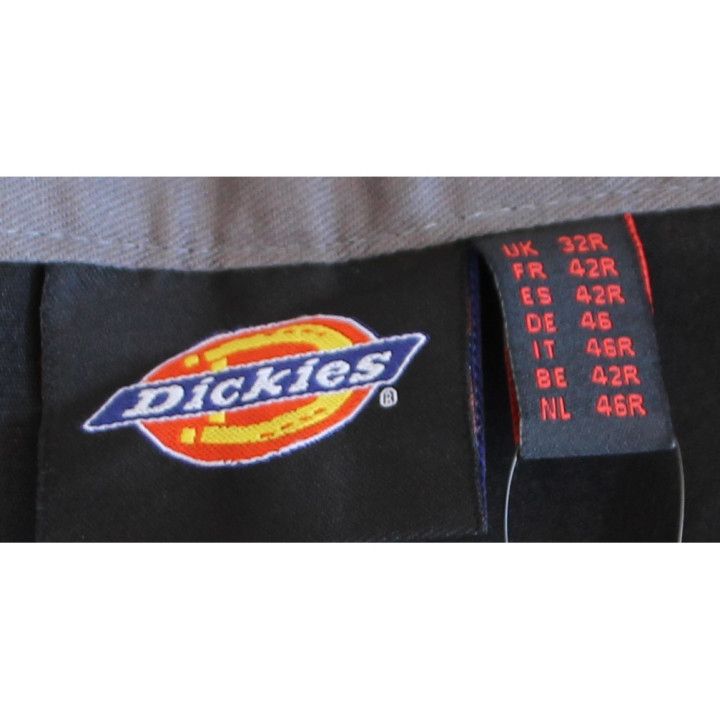 Dickies
®
UK 32R
FR 42R
ES 42R
DE 46
IT 46R
BE 42R
NL 46R